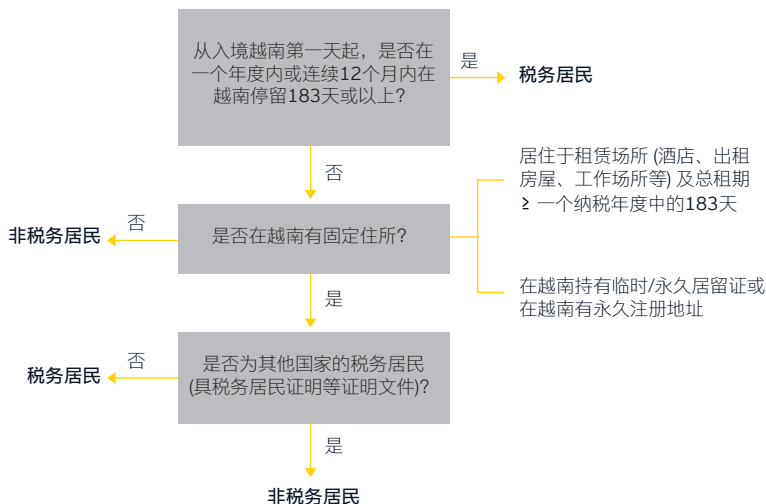 从入境越南第一天起，是否在
一个年度内或连续12个月内在
越南停留183天或以上？
是
税务居民
否
居住于租赁场所 (酒店、出租
房屋、工作场所等) 及总租期
≥ 一个纳税年度中的183天
非税务居民
否
是否在越南有固定住所？
在越南持有临时/永久居留证或
在越南有永久注册地址
是
税务居民
否
是否为其他国家的税务居民
(具税务居民证明等证明文件)？
是
非税务居民